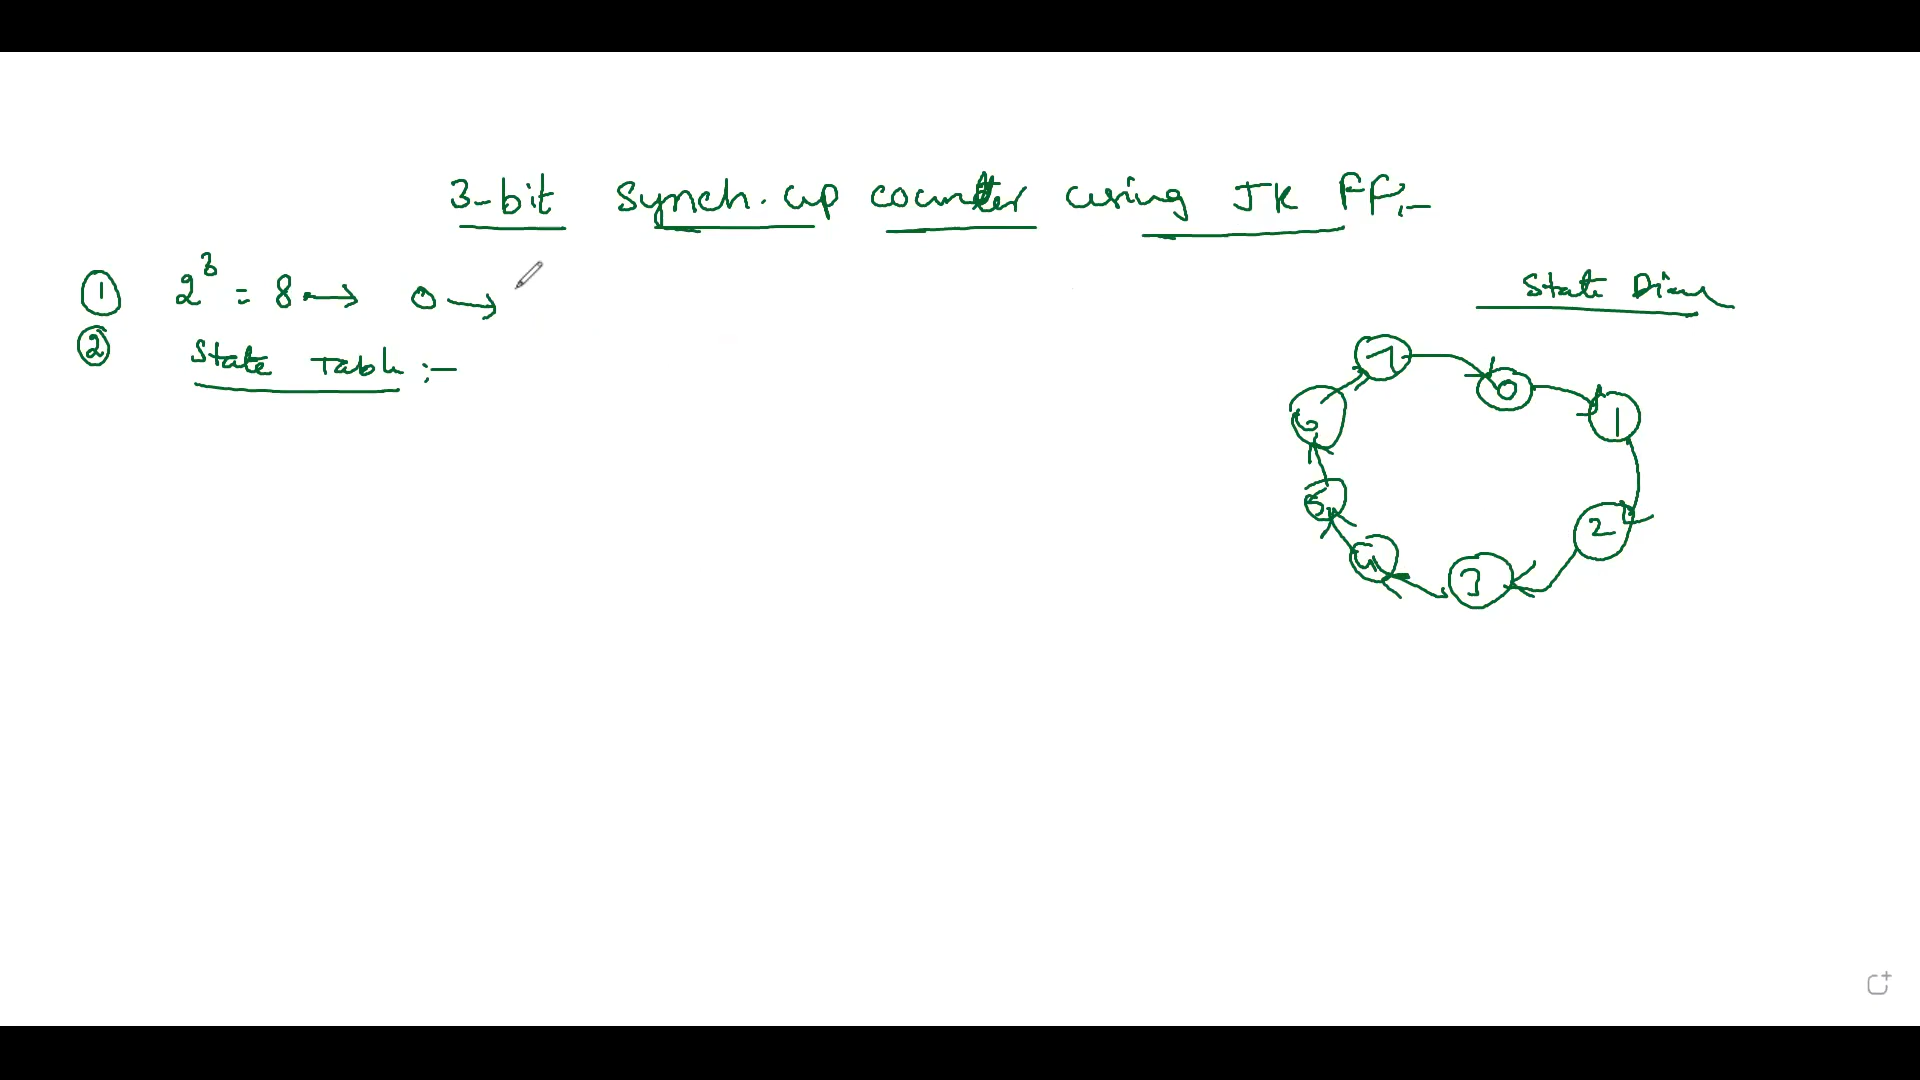 3-bit Synch. up counter using JK FF:-
① 2³ = 8 → 0 →
State Diam
② State Table :-
7
0
1
6
5
2
4
3